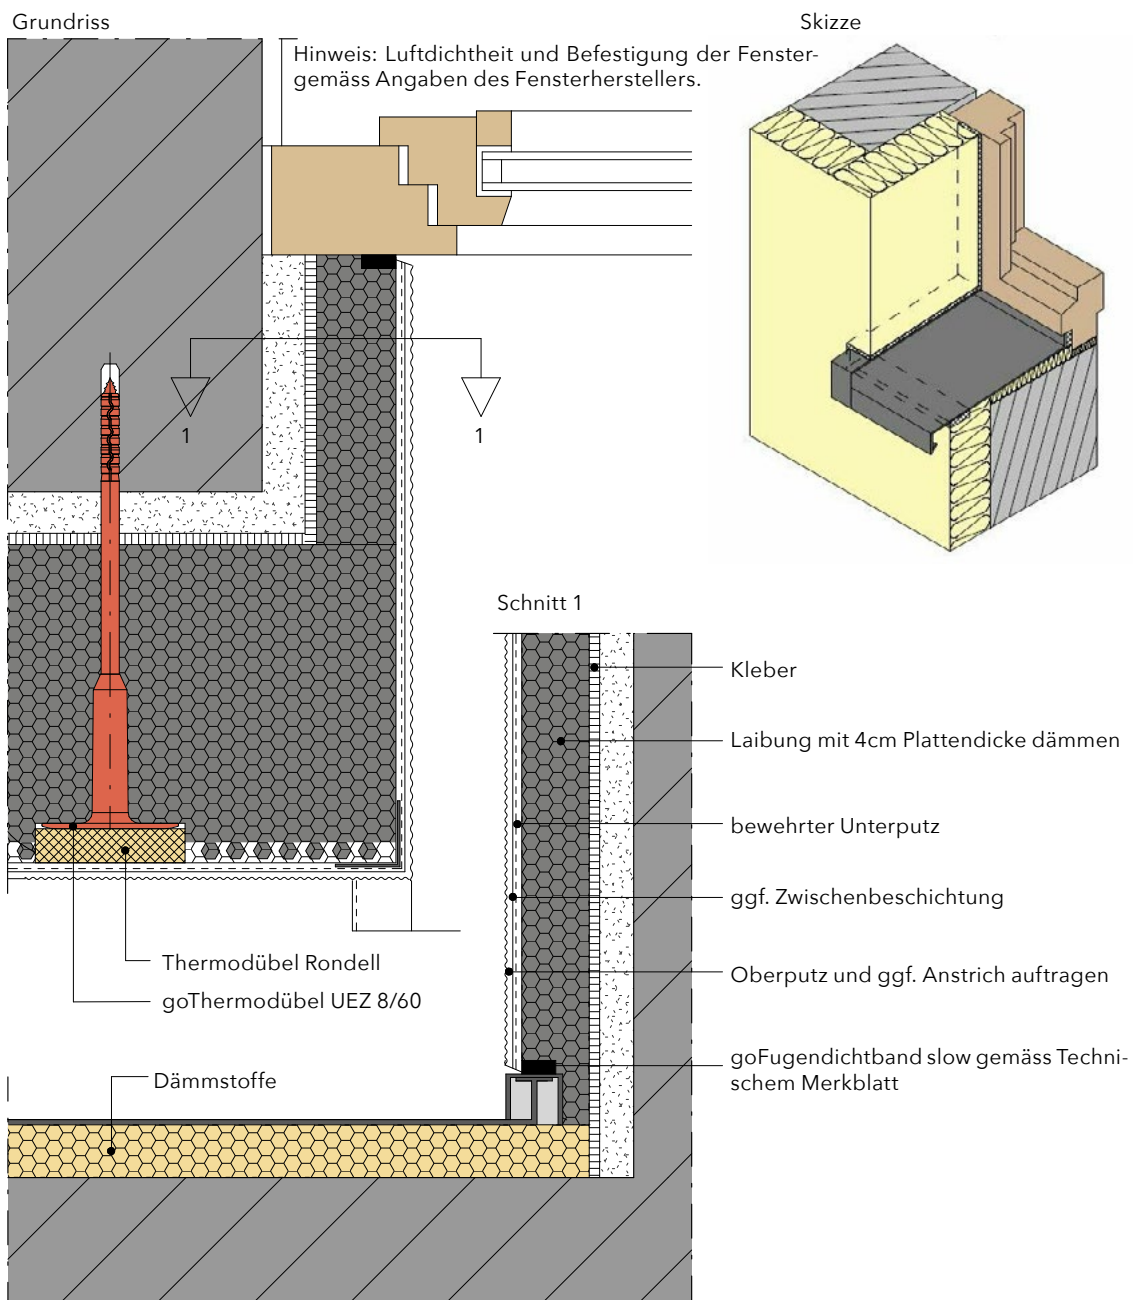 Grundriss
Skizze
Hinweis: Luftdichtheit und Befestigung der Fenster-
gemäss Angaben des Fensterherstellers.
1
1
Schnitt 1
Kleber
Laibung mit 4cm Plattendicke dämmen
bewehrter Unterputz
ggf. Zwischenbeschichtung
Oberputz und ggf. Anstrich auftragen
goFugendichtband slow gemäss Techni-
schem Merkblatt
Thermodübel Rondell
goThermodübel UEZ 8/60
Dämmstoffe